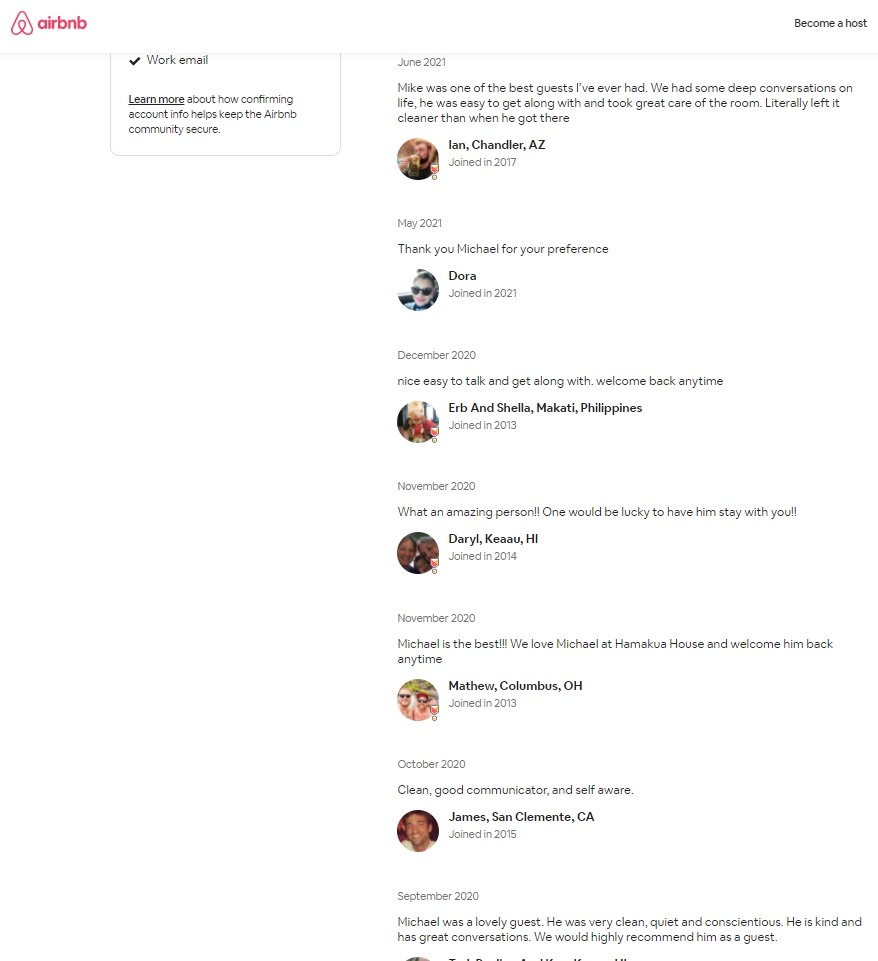 airbnb
Become a host
Work email
Learn more about how confirming
account info helps keep the Airbnb
community secure.
June 2021
Mike was one of the best guests I've ever had. We had some deep conversations on
life, he was easy to get along with and took great care of the room. Literally left it
cleaner than when he got there
Ian, Chandler, AZ
Joined in 2017
May 2021
Thank you Michael for your preference
Dora
Joined in 2021
December 2020
nice easy to talk and get along with. welcome back anytime
Erb And Shella, Makati, Philippines
Joined in 2013
November 2020
What an amazing person!! One would be lucky to have him stay with you!!
Daryl, Keaau, HI
Joined in 2014
November 2020
Michael is the best!!! We love Michael at Hamakua House and welcome him back
anytime
Mathew, Columbus, OH
Joined in 2013
October 2020
Clean, good communicator, and self aware.
James, San Clemente, CA
Joined in 2015
September 2020
Michael was a lovely guest. He was very clean, quiet and conscientious. He is kind and
has great conversations. We would highly recommend him as a guest.